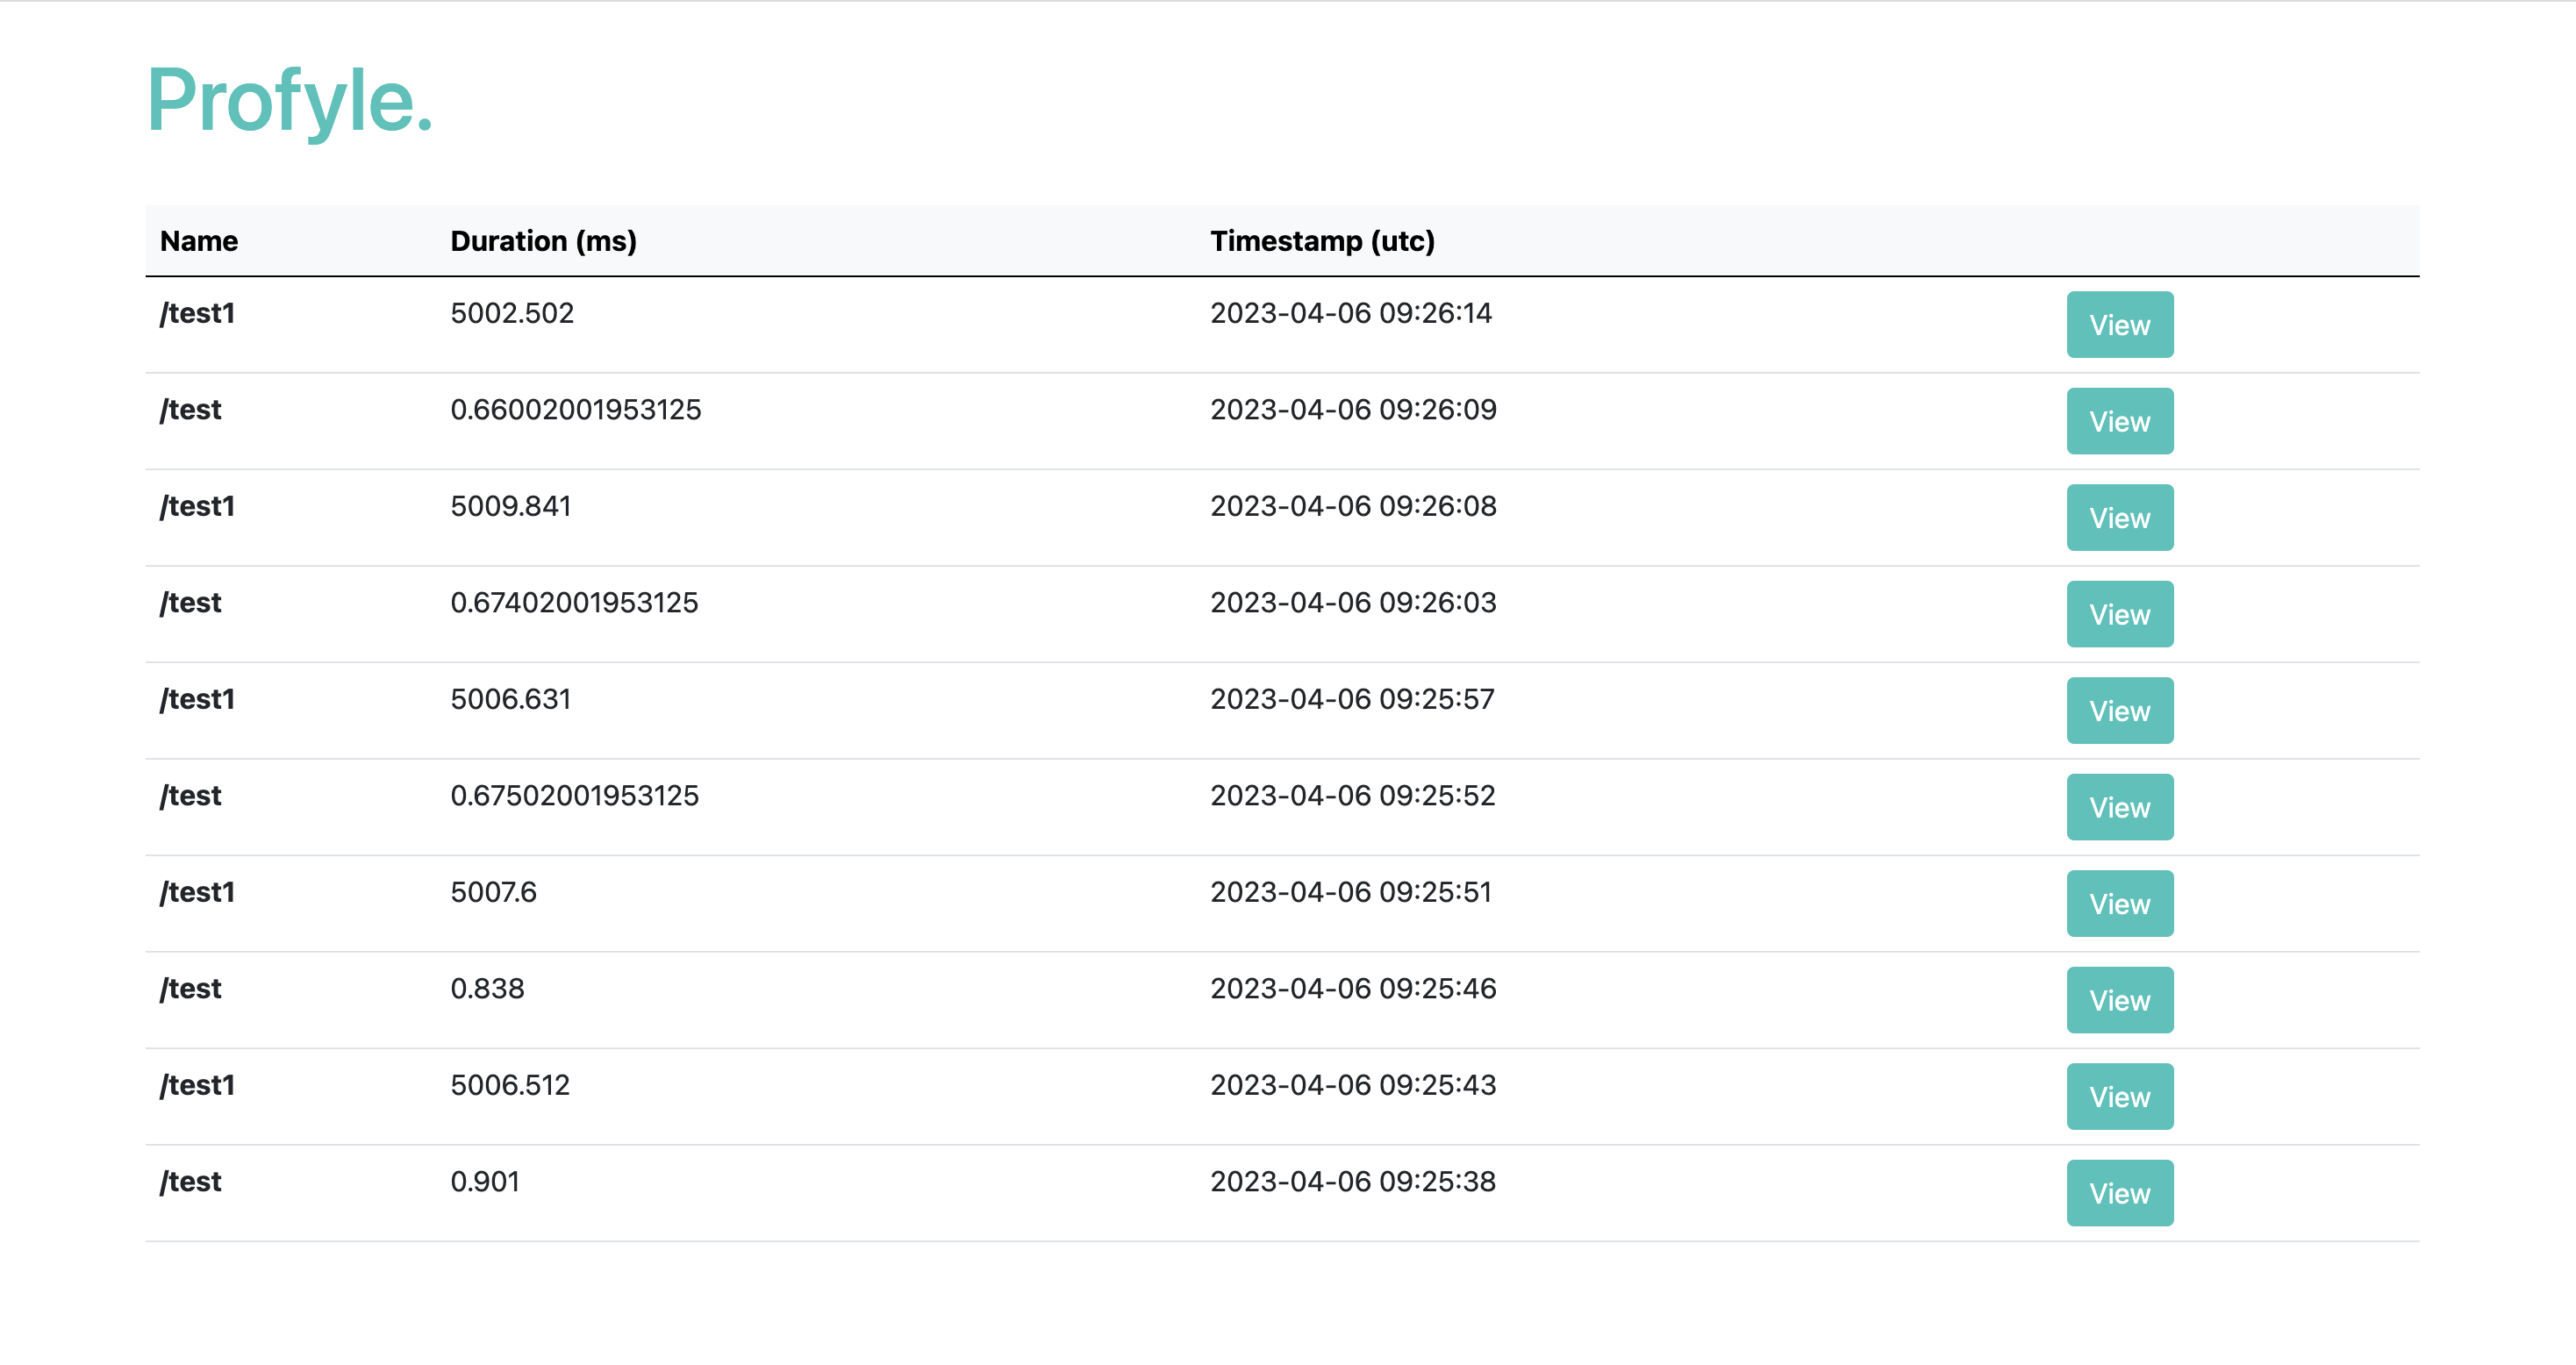 Profyle.
Name Duration (ms) Timestamp (utc)
/test1 5002.502 2023-04-06 09:26:14 View
/test 0.66002001953125 2023-04-06 09:26:09 View
/test1 5009.841 2023-04-06 09:26:08 View
/test 0.67402001953125 2023-04-06 09:26:03 View
/test1 5006.631 2023-04-06 09:25:57 View
/test 0.67502001953125 2023-04-06 09:25:52 View
/test1 5007.6 2023-04-06 09:25:51 View
/test 0.838 2023-04-06 09:25:46 View
/test1 5006.512 2023-04-06 09:25:43 View
/test 0.901 2023-04-06 09:25:38 View